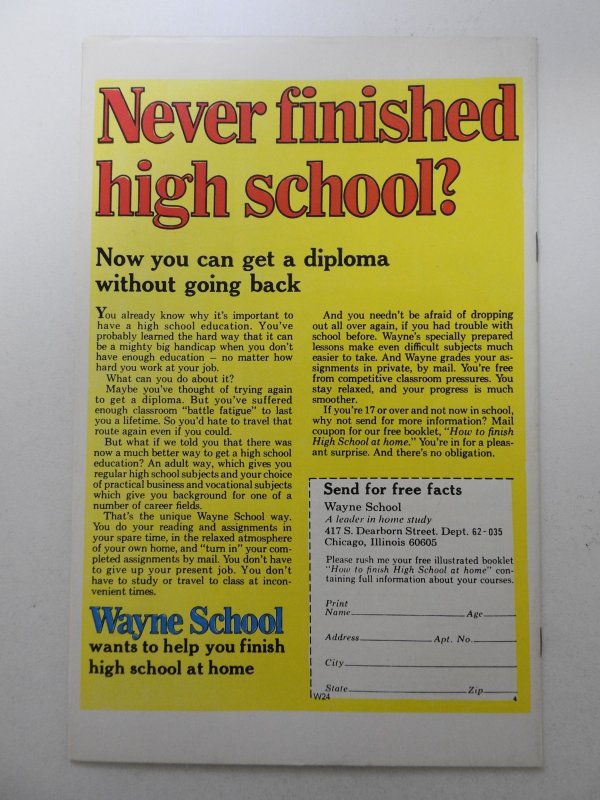 Never finished
high school?
Now you can get a diploma
without going back
You already know why it's important to
have a high school education. You've
probably learned the hard way that it can
be a mighty big handicap when you don't
have enough education – no matter how
hard you work at your job.
What can you do about it?
Maybe you've thought of trying again
to get a diploma. But you've suffered
enough classroom "battle fatigue" to last
you a lifetime. So you'd hate to travel that
route again even if you could.
But what if we told you that there was
now a much better way to get a high school
education? An adult way, which gives you
regular high school subjects and your choice
of practical business and vocational subjects
which give you background for one of a
number of career fields.
That's the unique Wayne School way.
You do your reading and assignments in
your spare time, in the relaxed atmosphere
of your own home, and "turn in" your com-
pleted assignments by mail. You don't have
to give up your present job. You don't
have to study or travel to class at incon-
venient times.
Wayne School
wants to help you finish
high school at home
And you needn't be afraid of dropping
out all over again, if you had trouble with
school before. Wayne's specially prepared
lessons make even difficult subjects much
easier to take. And Wayne grades your as-
signments in private, by mail. You're free
from competitive classroom pressures. You
stay relaxed, and your progress is much
smoother.
If you're 17 or over and not now in school,
why not send for more information? Mail
coupon for our free booklet, "How to finish
High School at home." You're in for a pleas-
ant surprise. And there's no obligation.
Send for free facts
Wayne School
A leader in home study
417 S. Dearborn Street. Dept. 62-035
Chicago, Illinois 60605
Please rush me your free illustrated booklet
"How to finish High School at home" con-
taining full information about your courses.
Print
Name Age
Address Apt. No.
City
State Zip
W24 4